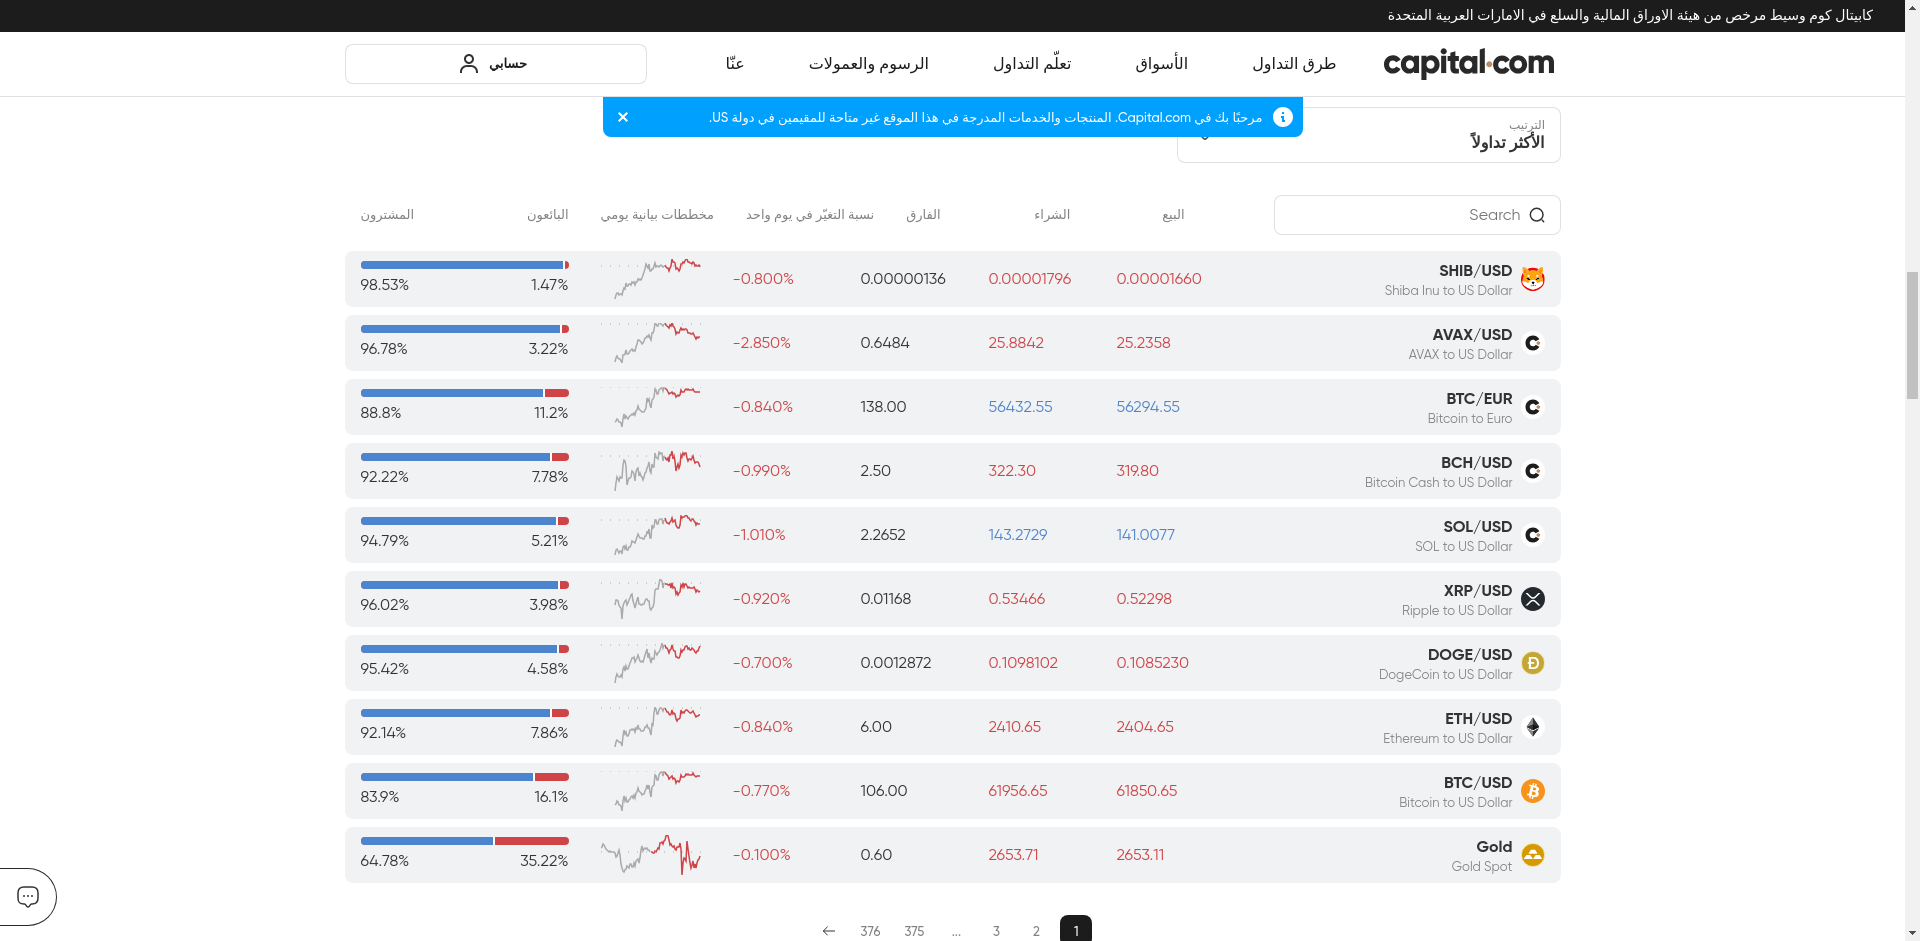 كابيتال كوم وسيط مرخص من هيئة الاوراق المالية والسلع في الامارات العربية المتحدة
capital.com
طرق التداول
الأسواق
تعلّم التداول
الرسوم والعمولات
عنّا
حسابي
مرحبًا بك في Capital.com. المنتجات والخدمات المدرجة في هذا الموقع غير متاحة للمقيمين في دولة US.
الترتيب
الأكثر تداولاً
Search
البيع
الشراء
الفارق
نسبة التغيّر في يوم واحد
مخططات بيانية يومي
البائعون
المشترون
SHIB/USD
Shiba Inu to US Dollar
0.00001660
0.00001796
0.00000136
-0.800%
1.47%
98.53%
AVAX/USD
AVAX to US Dollar
25.2358
25.8842
0.6484
-2.850%
3.22%
96.78%
BTC/EUR
Bitcoin to Euro
56294.55
56432.55
138.00
-0.840%
11.2%
88.8%
BCH/USD
Bitcoin Cash to US Dollar
319.80
322.30
2.50
-0.990%
7.78%
92.22%
SOL/USD
SOL to US Dollar
141.0077
143.2729
2.2652
-1.010%
5.21%
94.79%
XRP/USD
Ripple to US Dollar
0.52298
0.53466
0.01168
-0.920%
3.98%
96.02%
DOGE/USD
DogeCoin to US Dollar
0.1085230
0.1098102
0.0012872
-0.700%
4.58%
95.42%
ETH/USD
Ethereum to US Dollar
2404.65
2410.65
6.00
-0.840%
7.86%
92.14%
BTC/USD
Bitcoin to US Dollar
61850.65
61956.65
106.00
-0.770%
16.1%
83.9%
Gold
Gold Spot
2653.11
2653.71
0.60
-0.100%
35.22%
64.78%
1
2
3
...
375
376